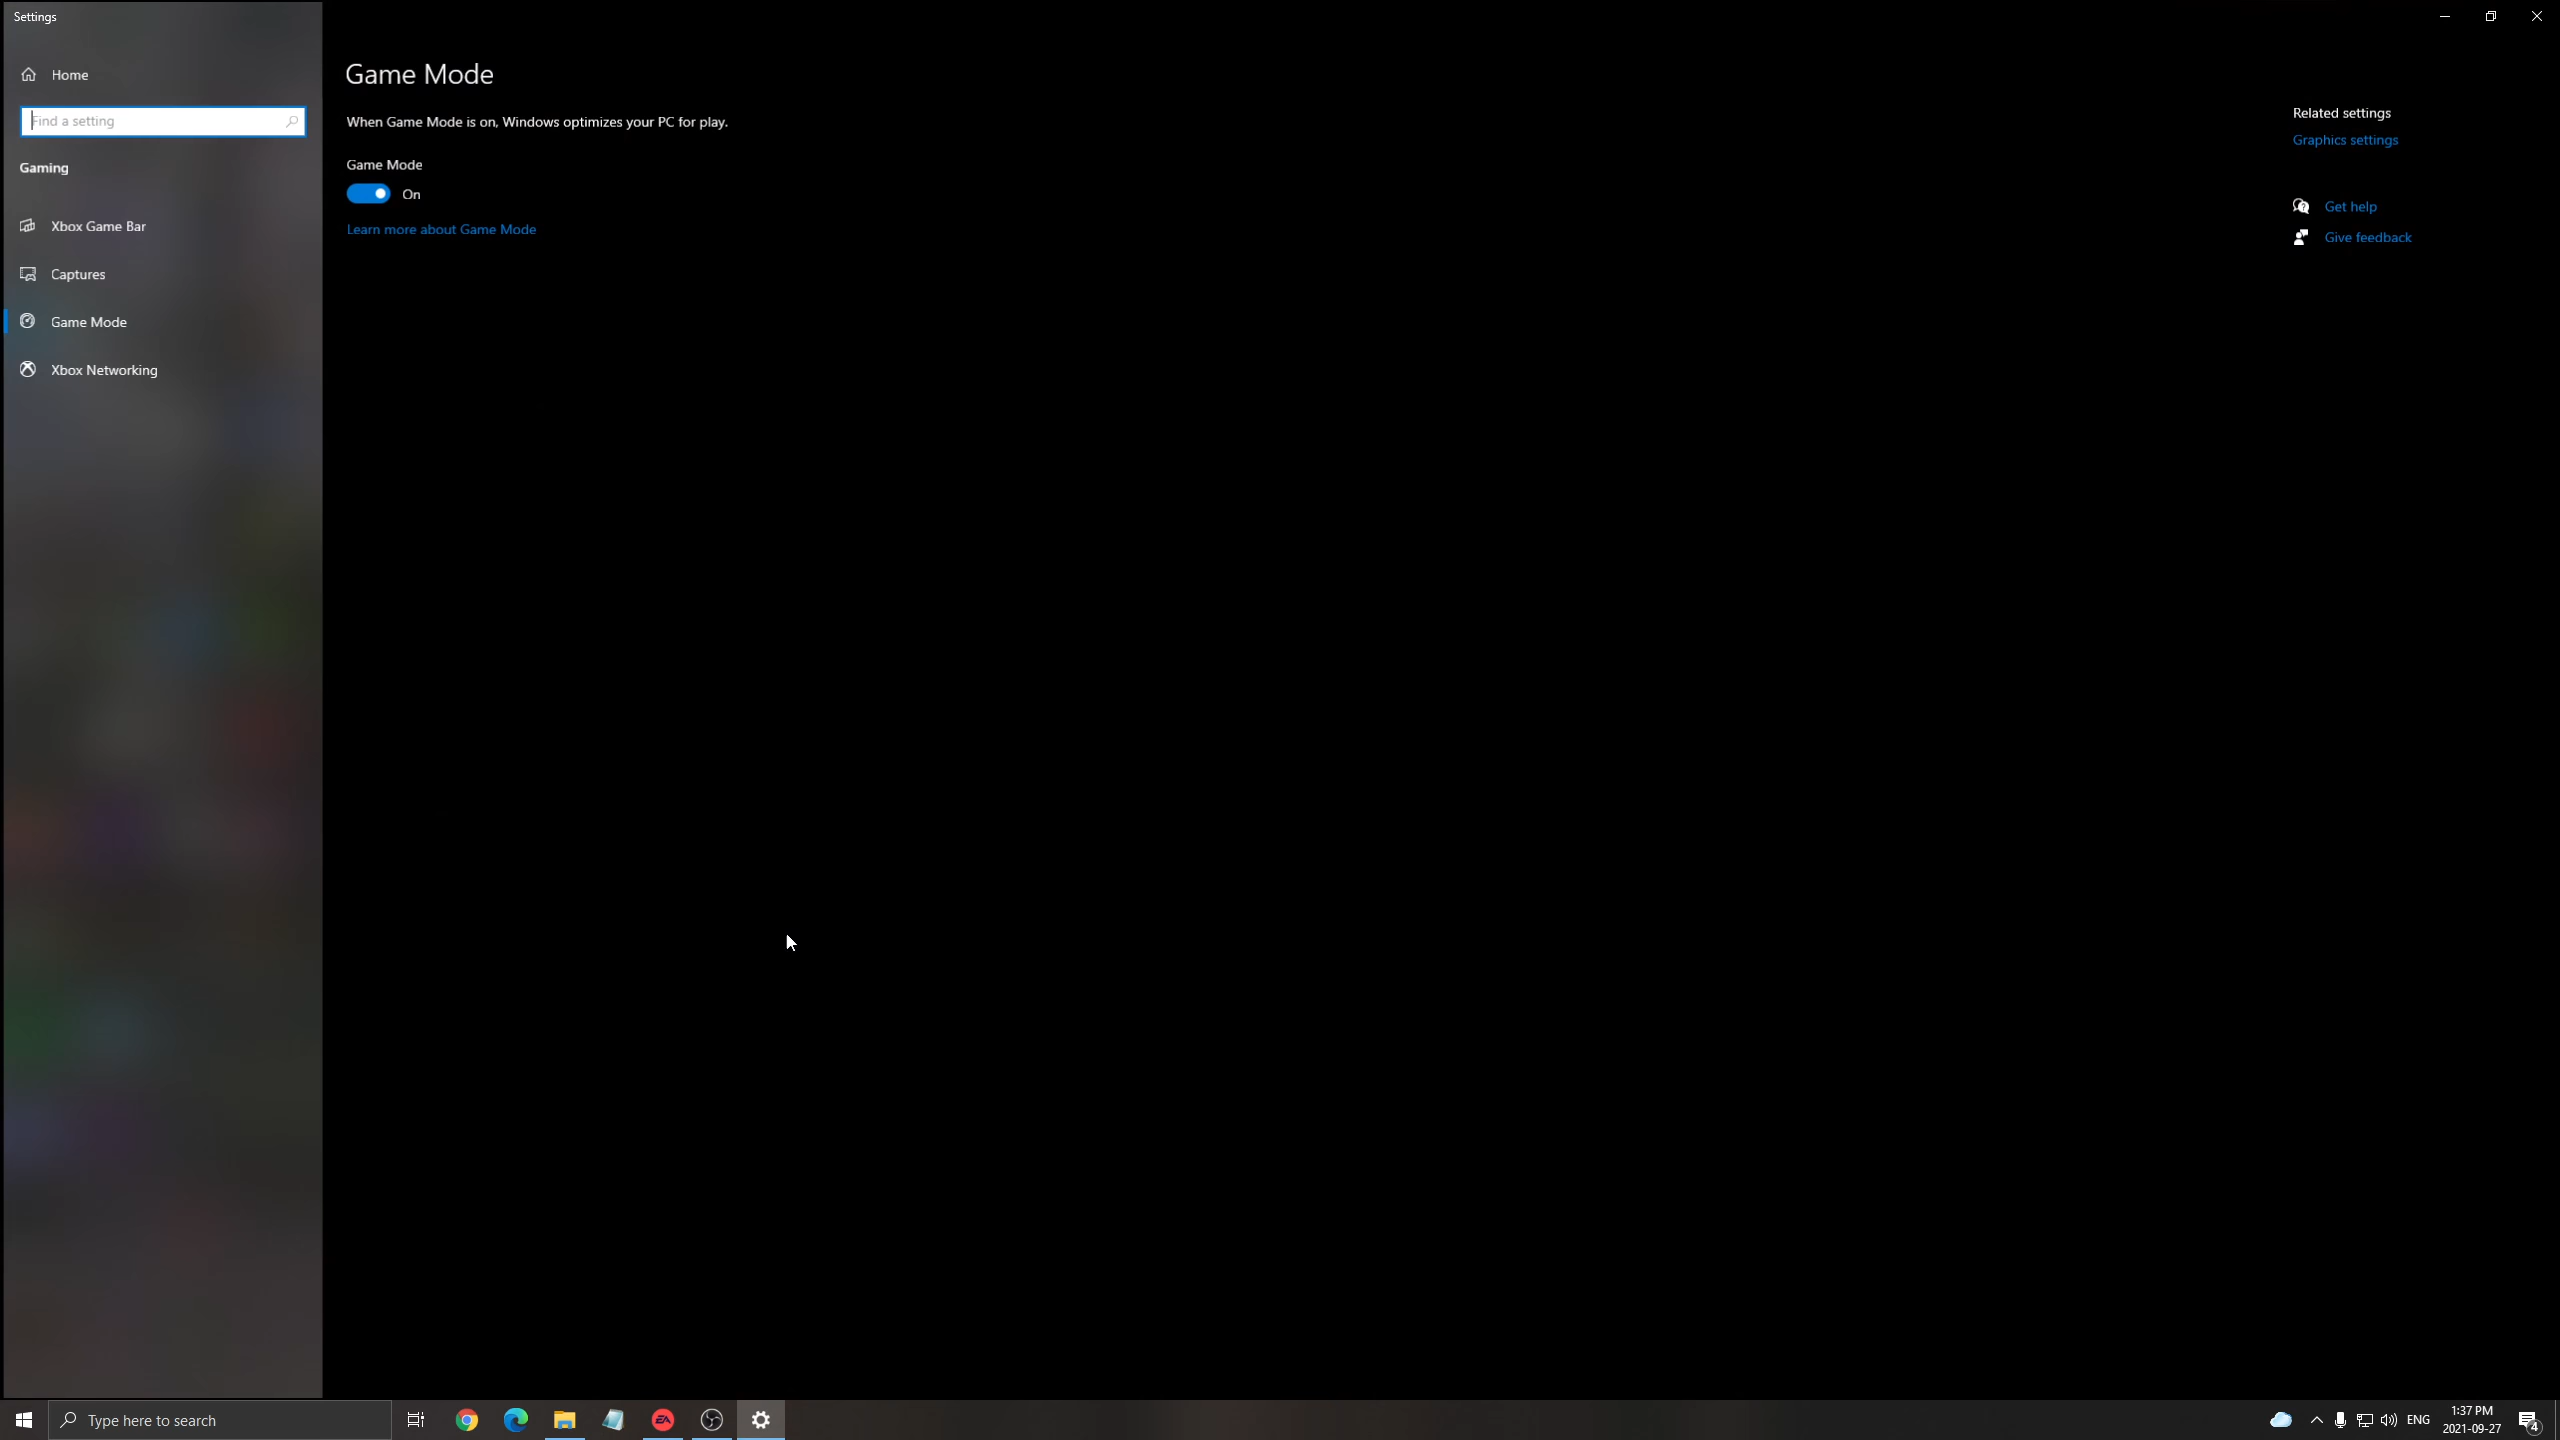 Settings
Home
Find a setting
Gaming
Xbox Game Bar
Captures
Game Mode
Xbox Networking
Game Mode
When Game Mode is on, Windows optimizes your PC for play.
Game Mode
On
Learn more about Game Mode
Related settings
Graphics settings
Get help
Give feedback
Type here to search
EA
ENG
1:37 PM
2021-09-27
4